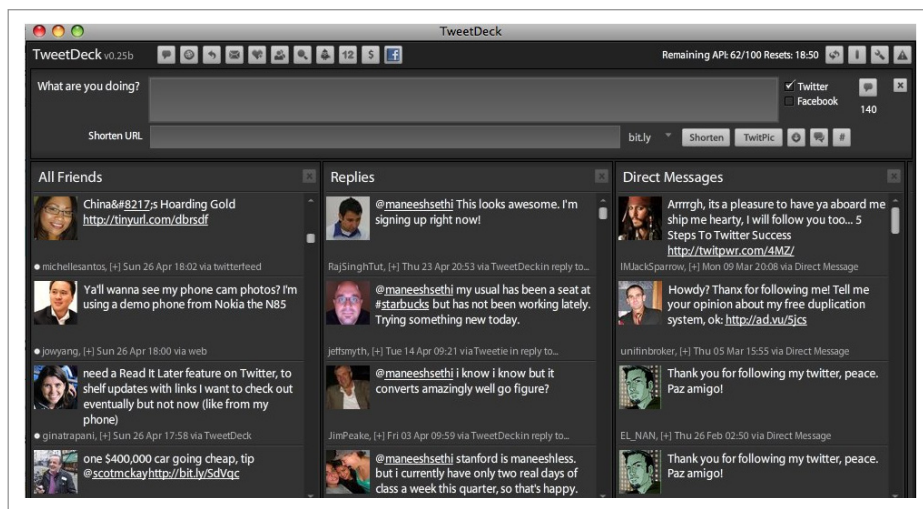 TweetDeck
TweetDeck v0.25b
12
$
f
Remaining API: 62/100 Resets: 18:50
What are you doing?
Twitter
Facebook
140
Shorten URL
bit.ly
Shorten
TwitPic
#
All Friends
China&#8217;s Hoarding Gold
http://tinyurl.com/dbrsdf
michellesantos, [+] Sun 26 Apr 18:02 via twitterfeed
Ya'll wanna see my phone cam photos? I'm
using a demo phone from Nokia the N85
jowyang, [+] Sun 26 Apr 18:00 via web
need a Read It Later feature on Twitter, to
shelf updates with links I want to check out
eventually but not now (like from my
phone)
ginatrapani, [+] Sun 26 Apr 17:58 via TweetDeck
one $400,000 car going cheap, tip
@scotmckayhttp://bit.ly/SdVqc
Replies
@maneeshsethi This looks awesome. I'm
signing up right now!
RajSinghTut, [+] Thu 23 Apr 20:53 via TweetDeckin reply to...
@maneeshsethi my usual has been a seat at
#starbucks but has not been working lately.
Trying something new today.
jeffsmyth, [+] Tue 14 Apr 09:21 via Tweetie in reply to...
@maneeshsethi i know i know but it
converts amazingly well go figure?
JimPeake, [+] Fri 03 Apr 09:59 via TweetDeckin reply to...
@maneeshsethi stanford is maneeshless.
but i currently have only two real days of
class a week this quarter, so that's happy.
Direct Messages
Arrrrgh, its a pleasure to have ya aboard me
ship me hearty, I will follow you too... 5
Steps To Twitter Success
http://twitpwr.com/4MZ/
IMJackSparrow, [+] Mon 09 Mar 20:08 via Direct Message
Howdy? Thanx for following me! Tell me
your opinion about my free duplication
system, ok: http://ad.vu/5jcs
unifinbroker, [+] Thu 05 Mar 15:55 via Direct Message
Thank you for following my twitter, peace.
Paz amigo!
EL_NAN, [+] Thu 26 Feb 02:50 via Direct Message
Thank you for following my twitter, peace.
Paz amigo!